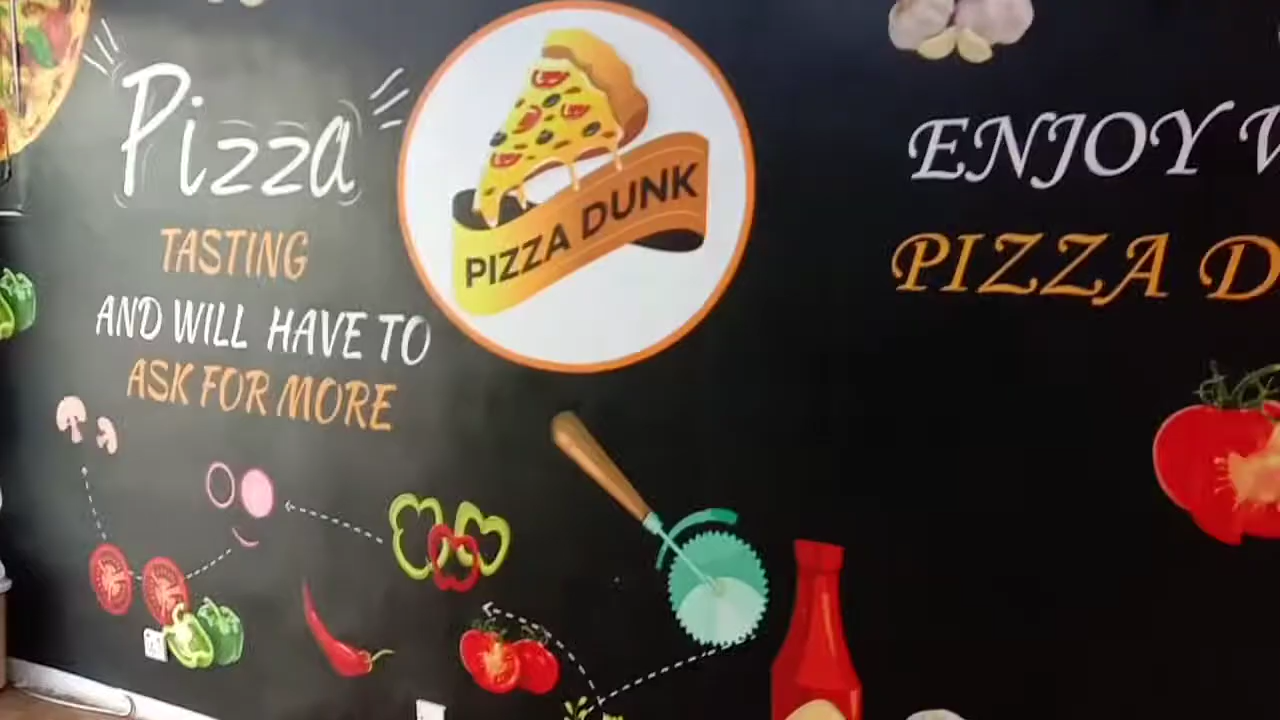 Pizza
TASTING
AND WILL HAVE TO
ASK FOR MORE
PIZZA DUNK
ENJOY
PIZZA